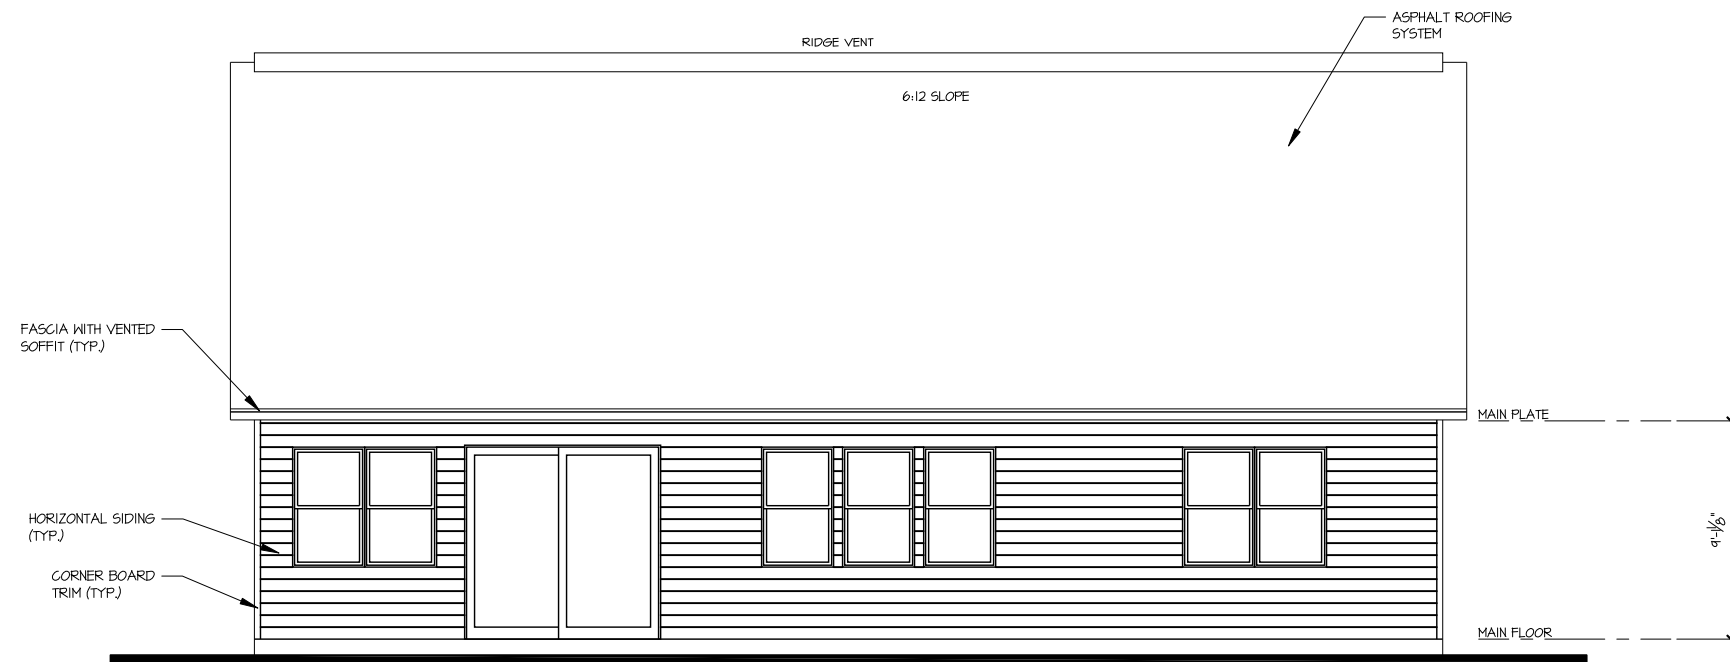 ASPHALT ROOFING
SYSTEM
RIDGE VENT
6:12 SLOPE
FASCIA WITH VENTED
SOFFIT (TYP.)
MAIN PLATE
HORIZONTAL SIDING
(TYP.)
9'-1/8"
CORNER BOARD
TRIM (TYP.)
MAIN FLOOR